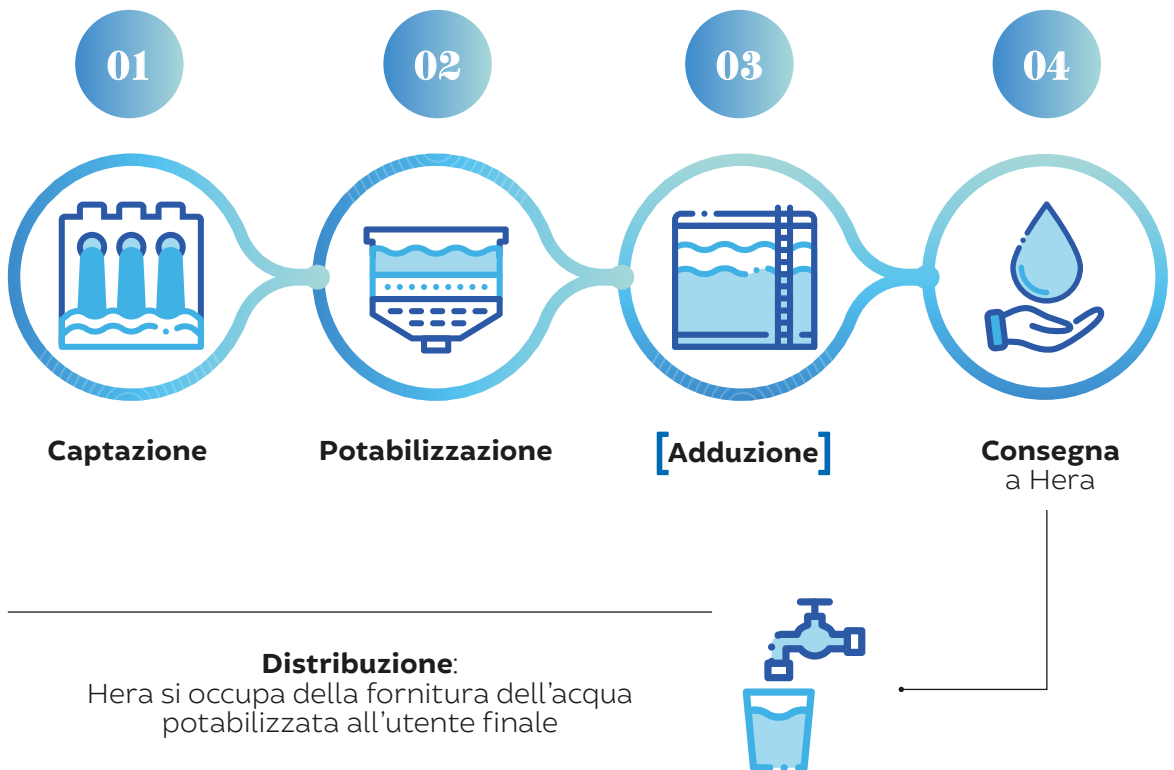 01
02
03
04
Captazione
Potabilizzazione
[Adduzione]
Consegna
a Hera
Distribuzione:
Hera si occupa della fornitura dell’acqua
potabilizzata all’utente finale